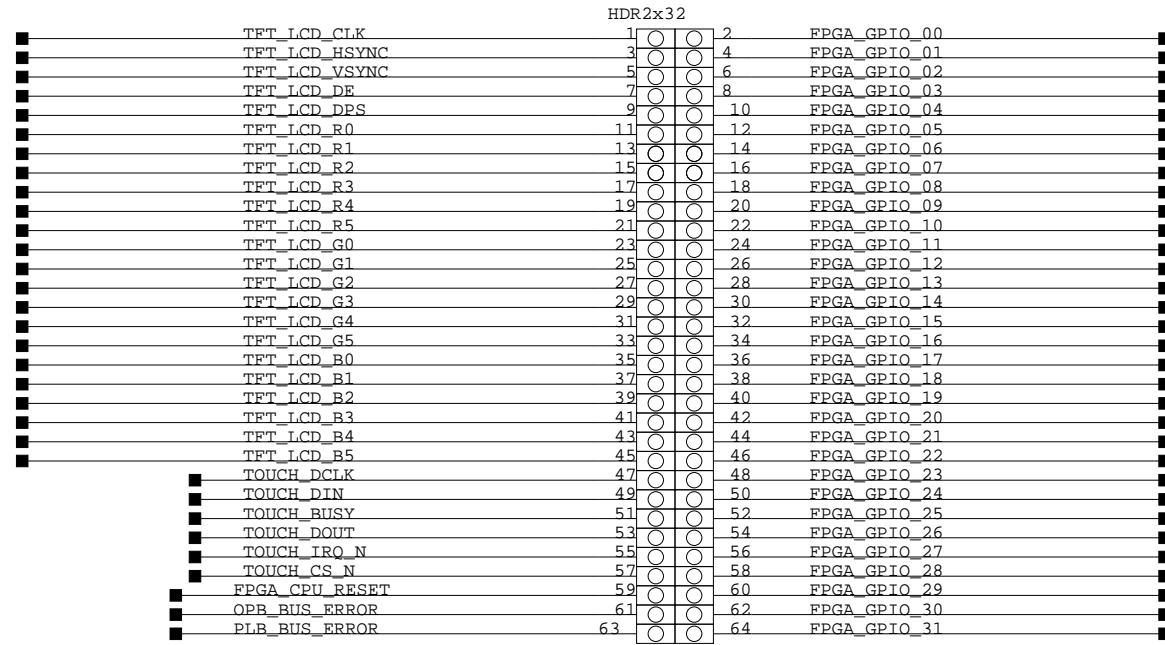 HDR2x32
TFT_LCD_CLK 1 2 FPGA_GPIO_00
TFT_LCD_HSYNC 3 4 FPGA_GPIO_01
TFT_LCD_VSYNC 5 6 FPGA_GPIO_02
TFT_LCD_DE 7 8 FPGA_GPIO_03
TFT_LCD_DPS 9 10 FPGA_GPIO_04
TFT_LCD_R0 11 12 FPGA_GPIO_05
TFT_LCD_R1 13 14 FPGA_GPIO_06
TFT_LCD_R2 15 16 FPGA_GPIO_07
TFT_LCD_R3 17 18 FPGA_GPIO_08
TFT_LCD_R4 19 20 FPGA_GPIO_09
TFT_LCD_R5 21 22 FPGA_GPIO_10
TFT_LCD_G0 23 24 FPGA_GPIO_11
TFT_LCD_G1 25 26 FPGA_GPIO_12
TFT_LCD_G2 27 28 FPGA_GPIO_13
TFT_LCD_G3 29 30 FPGA_GPIO_14
TFT_LCD_G4 31 32 FPGA_GPIO_15
TFT_LCD_G5 33 34 FPGA_GPIO_16
TFT_LCD_B0 35 36 FPGA_GPIO_17
TFT_LCD_B1 37 38 FPGA_GPIO_18
TFT_LCD_B2 39 40 FPGA_GPIO_19
TFT_LCD_B3 41 42 FPGA_GPIO_20
TFT_LCD_B4 43 44 FPGA_GPIO_21
TFT_LCD_B5 45 46 FPGA_GPIO_22
TOUCH_DCLK 47 48 FPGA_GPIO_23
TOUCH_DIN 49 50 FPGA_GPIO_24
TOUCH_BUSY 51 52 FPGA_GPIO_25
TOUCH_DOUT 53 54 FPGA_GPIO_26
TOUCH_IRQ_N 55 56 FPGA_GPIO_27
TOUCH_CS_N 57 58 FPGA_GPIO_28
FPGA_CPU_RESET 59 60 FPGA_GPIO_29
OPB_BUS_ERROR 61 62 FPGA_GPIO_30
PLB_BUS_ERROR 63 64 FPGA_GPIO_31